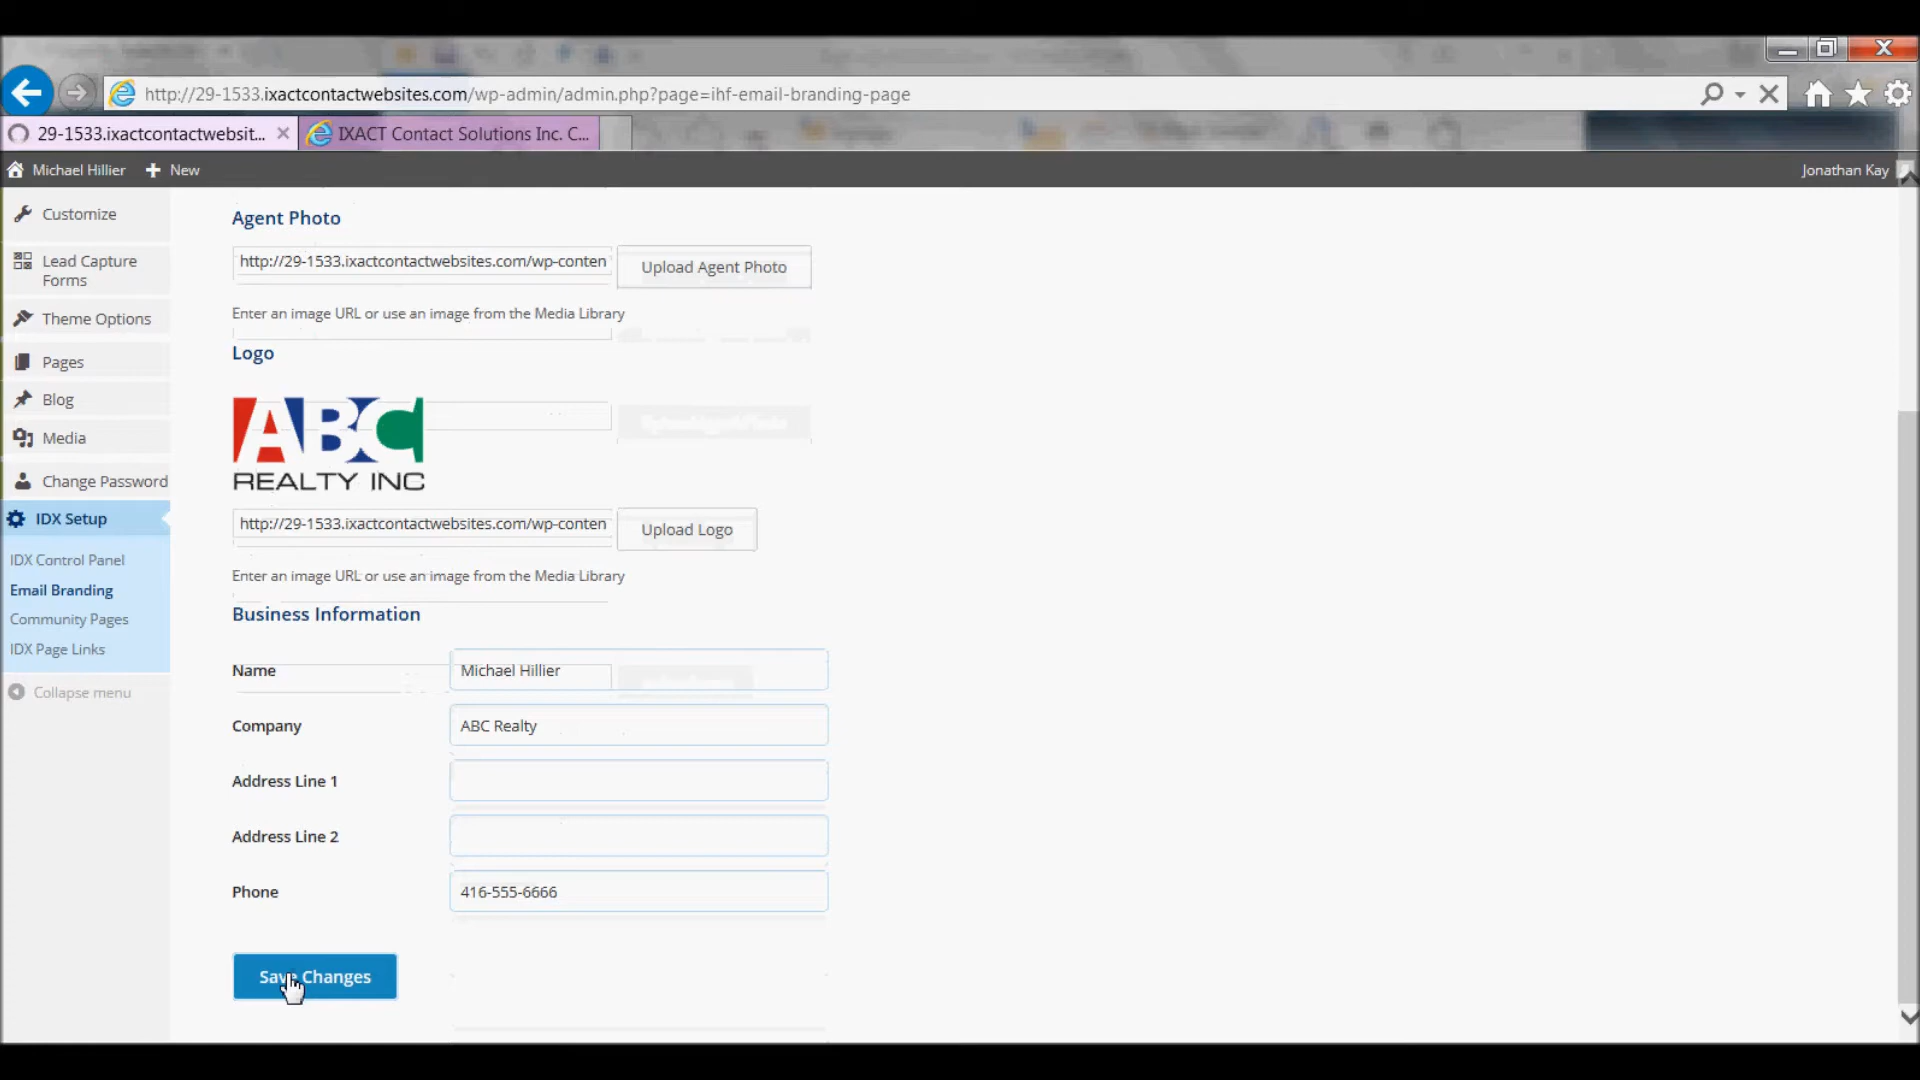 http://29-1533.ixactcontactwebsites.com/wp-admin/admin.php?page=ihf-email-branding-page
29-1533.ixactcontactwebsit...
IXACT Contact Solutions Inc. C...
Michael Hillier
New
Jonathan Kay
Customize
Lead Capture
Forms
Theme Options
Pages
Blog
Media
Change Password
IDX Setup
IDX Control Panel
Email Branding
Community Pages
IDX Page Links
Collapse menu
Agent Photo
http://29-1533.ixactcontactwebsites.com/wp-conten
Upload Agent Photo
Enter an image URL or use an image from the Media Library
Logo
ABC
REALTY INC
http://29-1533.ixactcontactwebsites.com/wp-conten
Upload Logo
Enter an image URL or use an image from the Media Library
Business Information
Name
Michael Hillier
Company
ABC Realty
Address Line 1
Address Line 2
Phone
416-555-6666
Save Changes